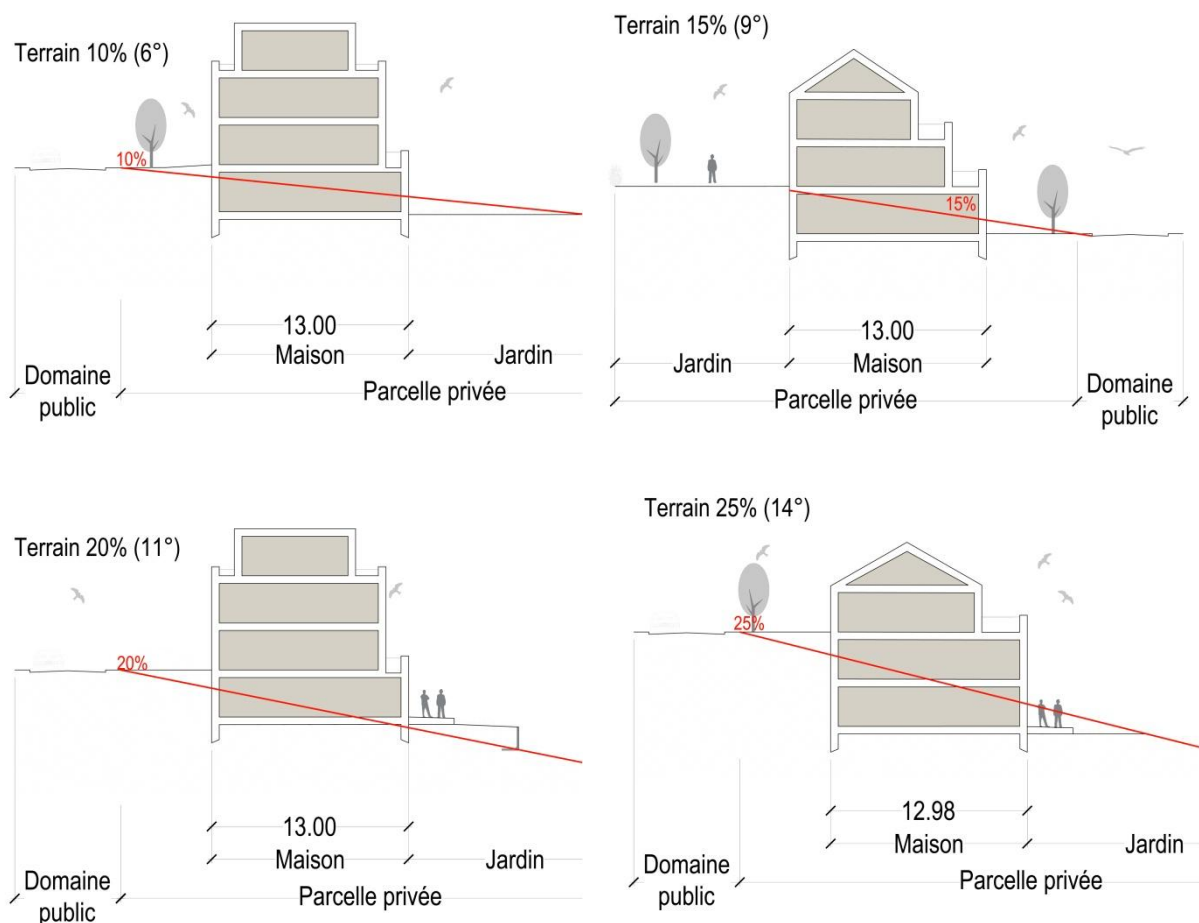 Terrain 10% (6°)
10%
13.00
Maison
Jardin
Domaine
public
Parcelle privée
Terrain 15% (9°)
15%
13.00
Jardin
Maison
Parcelle privée
Domaine
public
Terrain 20% (11°)
20%
13.00
Maison
Jardin
Domaine
public
Parcelle privée
Terrain 25% (14°)
25%
12.98
Maison
Jardin
Domaine
public
Parcelle privée